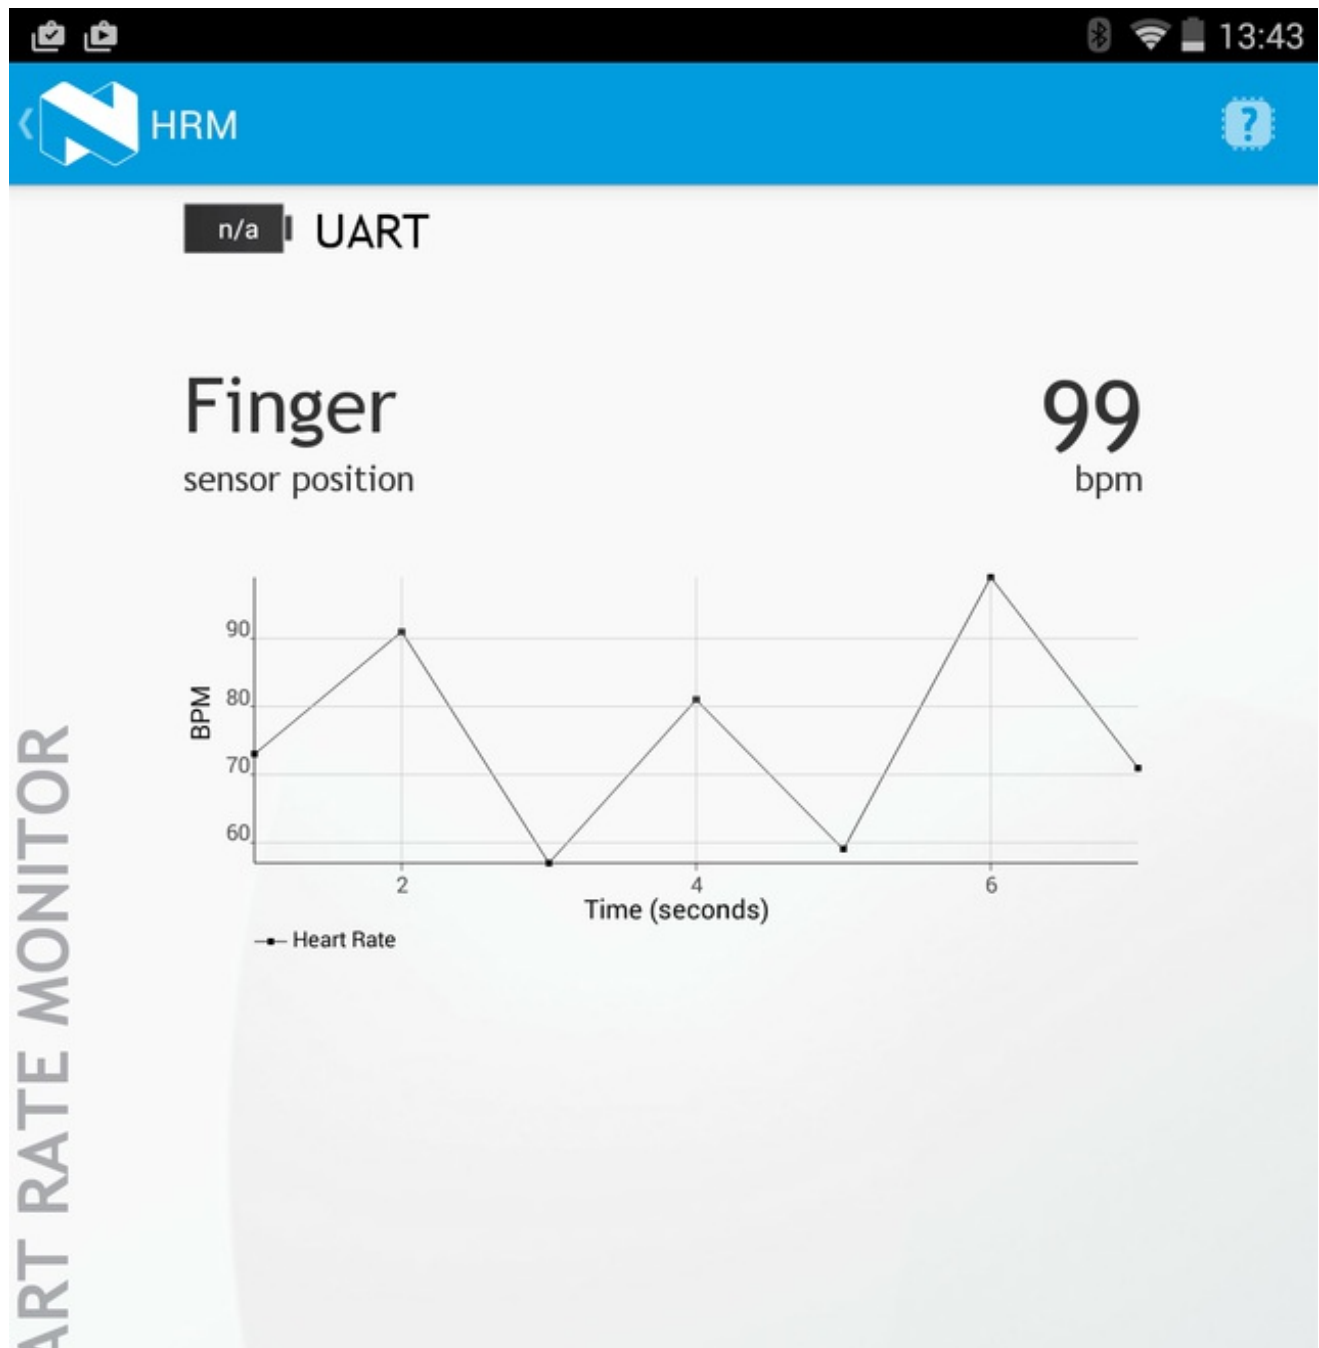 13:43
HRM
?
n/a UART
Finger
99
sensor position
bpm
90
80
70
60
BPM
2
4
6
Time (seconds)
Heart Rate
ART RATE MONITOR